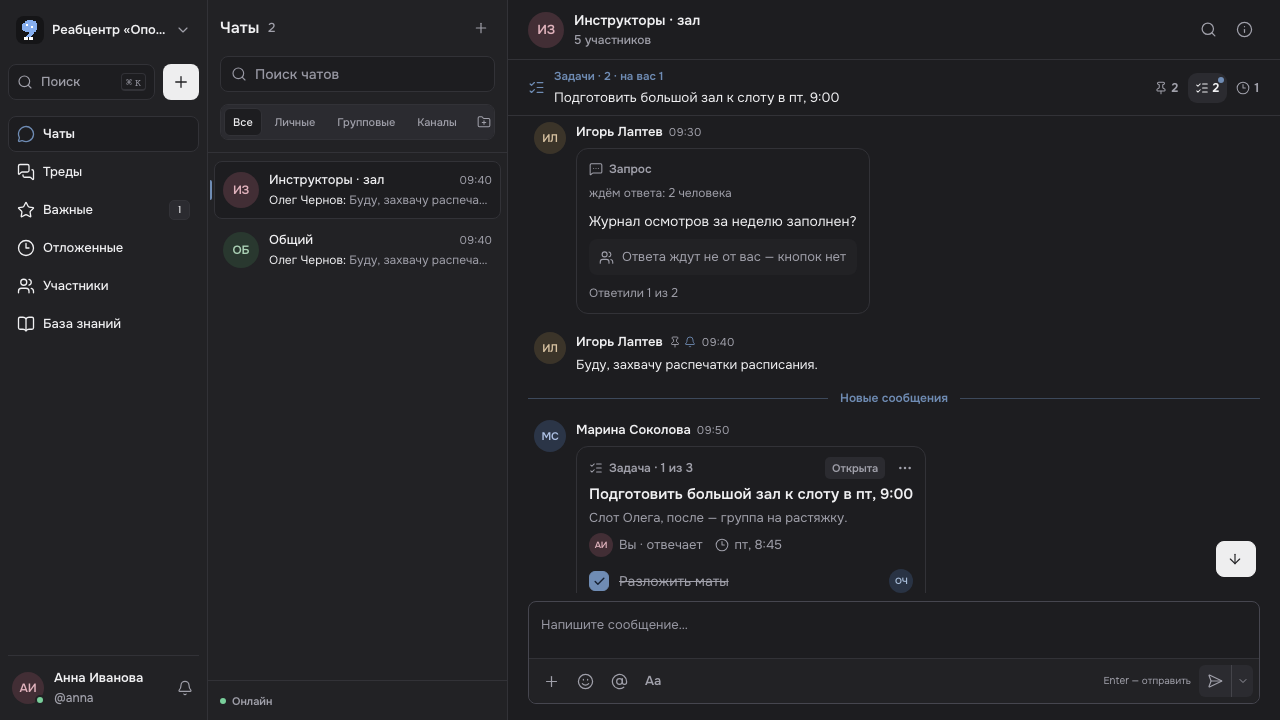 Реабцентр «Опо...
Поиск
⌘ K
Чаты
Треды
Важные
1
Отложенные
Участники
База знаний
АИ
Анна Иванова
@anna
Чаты 2
Поиск чатов
Все
Личные
Групповые
Каналы
ИЗ
Инструкторы · зал
09:40
Олег Чернов: Буду, захвачу распеча...
ОБ
Общий
09:40
Олег Чернов: Буду, захвачу распеча...
Онлайн
ИЗ
Инструкторы · зал
5 участников
Задачи · 2 · на вас 1
Подготовить большой зал к слоту в пт, 9:00
2
2
1
ИЛ
Игорь Лаптев 09:30
Запрос
ждём ответа: 2 человека
Журнал осмотров за неделю заполнен?
Ответа ждут не от вас — кнопок нет
Ответили 1 из 2
ИЛ
Игорь Лаптев 09:40
Буду, захвачу распечатки расписания.
Новые сообщения
МС
Марина Соколова 09:50
Задача · 1 из 3
Открыта
Подготовить большой зал к слоту в пт, 9:00
Слот Олега, после — группа на растяжку.
АИ
Вы · отвечает
пт, 8:45
Разложить маты
ОЧ
Напишите сообщение...
Aa
Enter — отправить